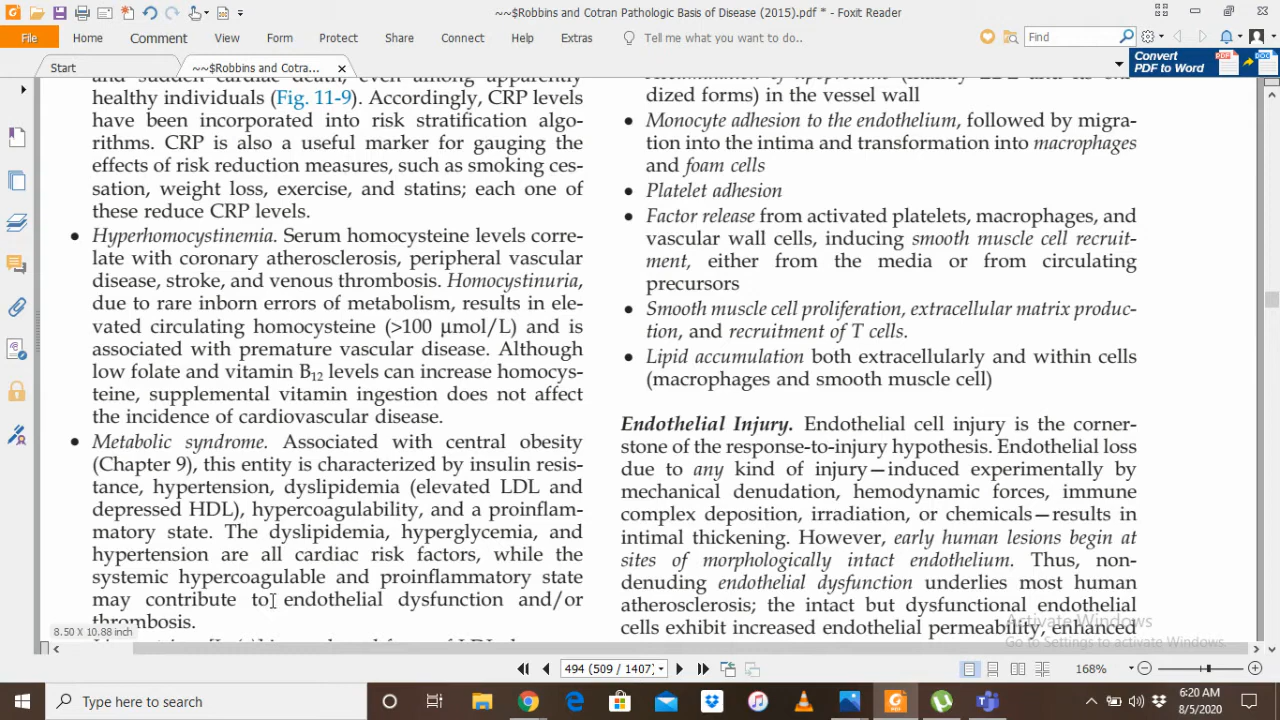 ~~$Robbins and Cotran Pathologic Basis of Disease (2015).pdf * - Foxit Reader
File Home Comment View Form Protect Share Connect Help Extras Tell me what you want to do.. Find
Start ~~$Robbins and Cotra... Convert
PDF to Word
and sudden cardiac death, even among apparently
healthy individuals (Fig. 11-9). Accordingly, CRP levels
have been incorporated into risk stratification algo-
rithms. CRP is also a useful marker for gauging the
effects of risk reduction measures, such as smoking ces-
sation, weight loss, exercise, and statins; each one of
these reduce CRP levels.
• Hyperhomocystinemia. Serum homocysteine levels corre-
late with coronary atherosclerosis, peripheral vascular
disease, stroke, and venous thrombosis. Homocystinuria,
due to rare inborn errors of metabolism, results in ele-
vated circulating homocysteine (>100 µmol/L) and is
associated with premature vascular disease. Although
low folate and vitamin B12 levels can increase homocys-
teine, supplemental vitamin ingestion does not affect
the incidence of cardiovascular disease.
• Metabolic syndrome. Associated with central obesity
(Chapter 9), this entity is characterized by insulin resis-
tance, hypertension, dyslipidemia (elevated LDL and
depressed HDL), hypercoagulability, and a proinflam-
matory state. The dyslipidemia, hyperglycemia, and
hypertension are all cardiac risk factors, while the
systemic hypercoagulable and proinflammatory state
may contribute to endothelial dysfunction and/or
thrombosis.
8.50 x 10.88 inch
dized forms) in the vessel wall
• Monocyte adhesion to the endothelium, followed by migra-
tion into the intima and transformation into macrophages
and foam cells
• Platelet adhesion
• Factor release from activated platelets, macrophages, and
vascular wall cells, inducing smooth muscle cell recruit-
ment, either from the media or from circulating
precursors
• Smooth muscle cell proliferation, extracellular matrix produc-
tion, and recruitment of T cells.
• Lipid accumulation both extracellularly and within cells
(macrophages and smooth muscle cell)
Endothelial Injury. Endothelial cell injury is the corner-
stone of the response-to-injury hypothesis. Endothelial loss
due to any kind of injury—induced experimentally by
mechanical denudation, hemodynamic forces, immune
complex deposition, irradiation, or chemicals—results in
intimal thickening. However, early human lesions begin at
sites of morphologically intact endothelium. Thus, non-
denuding endothelial dysfunction underlies most human
atherosclerosis; the intact but dysfunctional endothelial
cells exhibit increased endothelial permeability, enhanced
Activate Windows
Go to Settings to activate Windows.
494 (509 / 1407) 168%
Type here to search
6:20 AM
8/5/2020